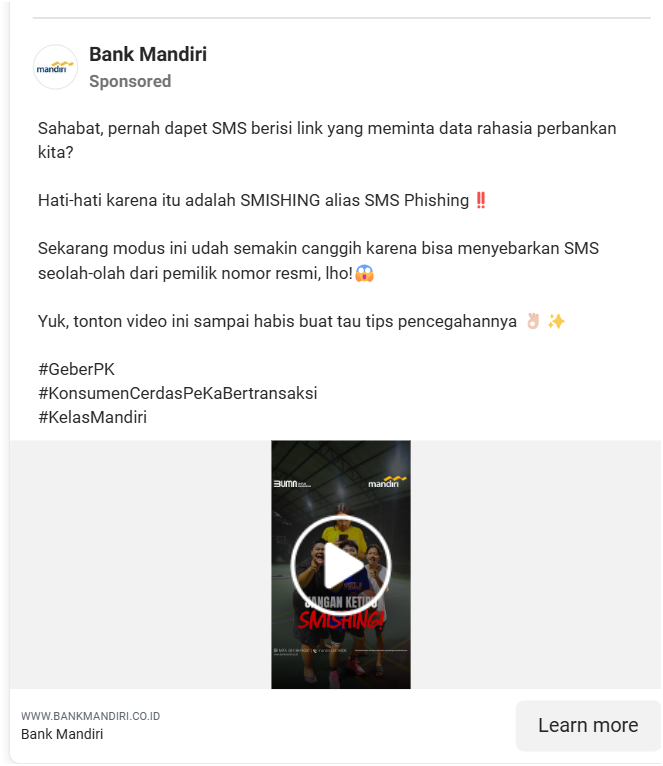 Bank Mandiri
Sponsored
mandiri
Sahabat, pernah dapet SMS berisi link yang meminta data rahasia perbankan
kita?
Hati-hati karena itu adalah SMISHING alias SMS Phishing ‼️
Sekarang modus ini udah semakin canggih karena bisa menyebarkan SMS
seolah-olah dari pemilik nomor resmi, lho!😱
Yuk, tonton video ini sampai habis buat tau tips pencegahannya 👌🏻 ✨
#GeberPK
#KonsumenCerdasPeKaBertransaksi
#KelasMandiri
BUMN
mandiri
JANGAN KETIPU
SMISHING!
WWW.BANKMANDIRI.CO.ID
Bank Mandiri
Learn more